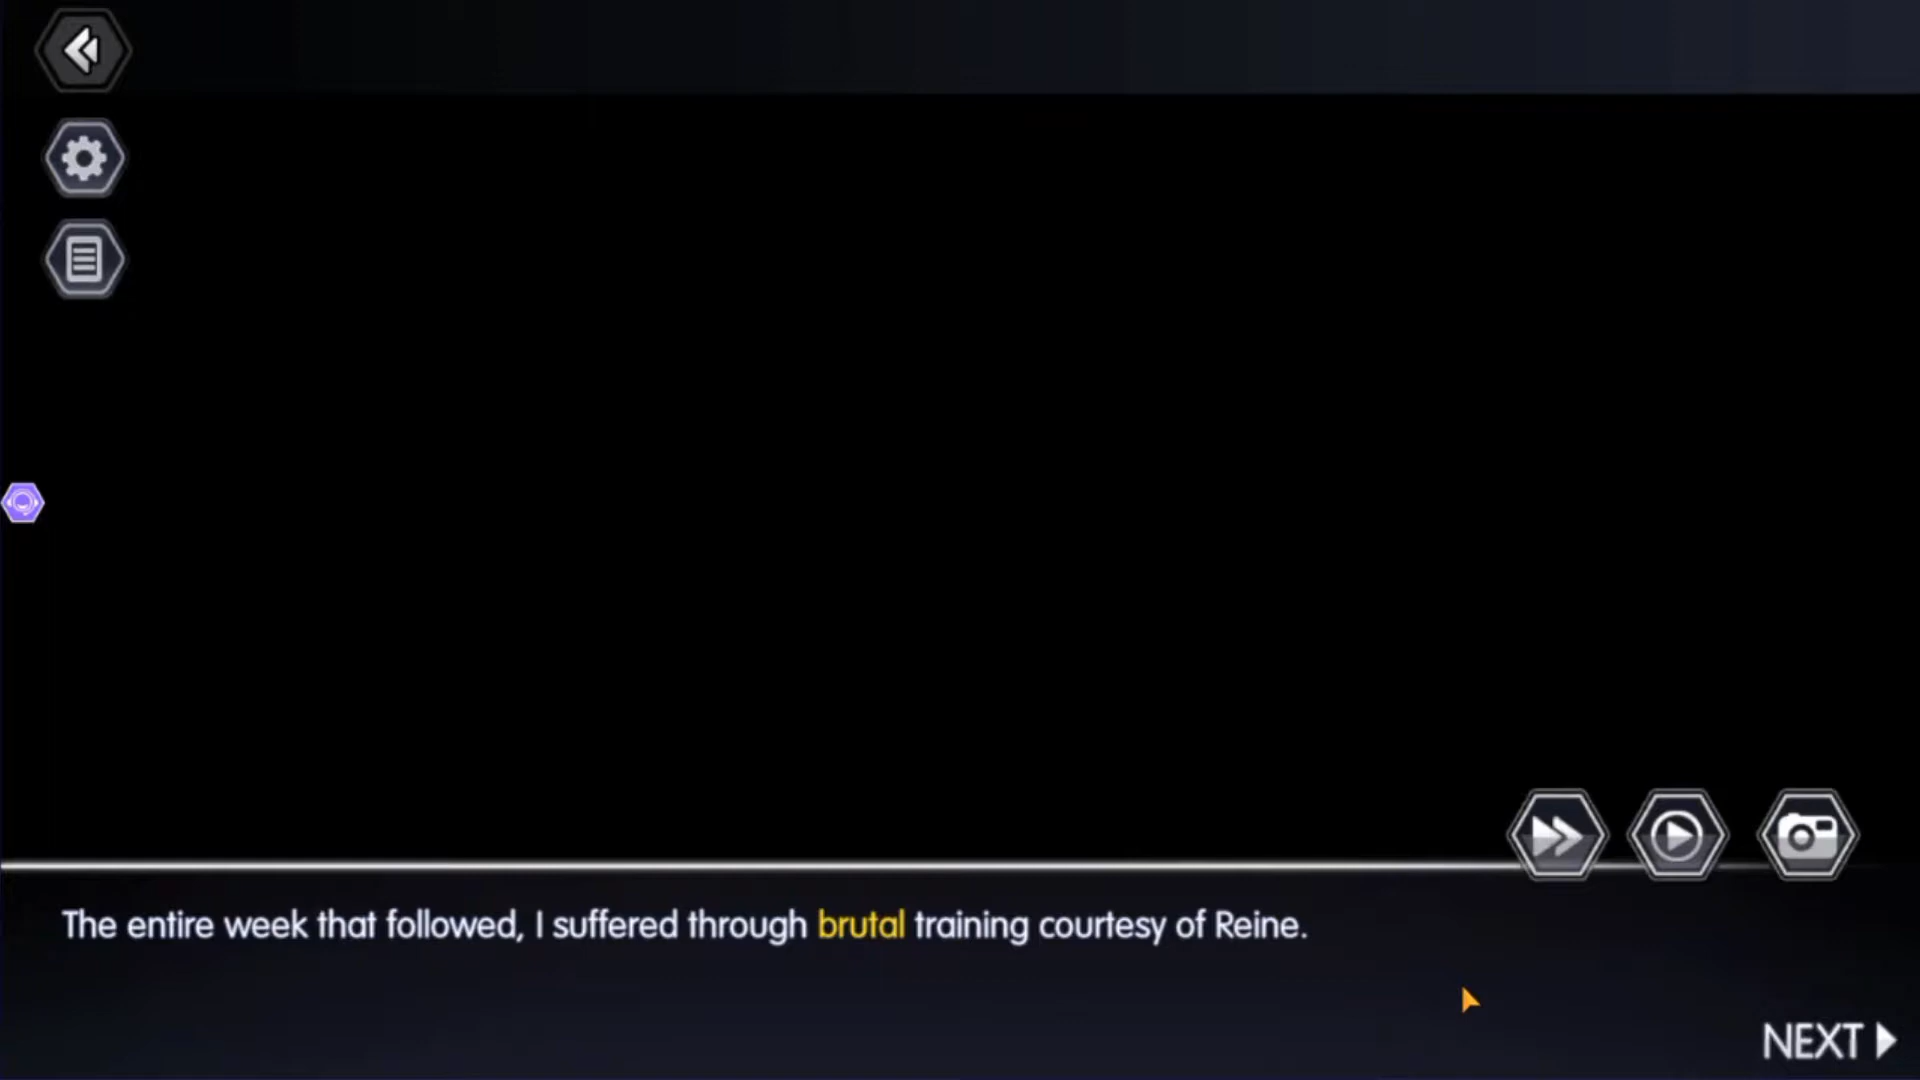 The entire week that followed, I suffered through brutal training courtesy of Reine.
NEXT